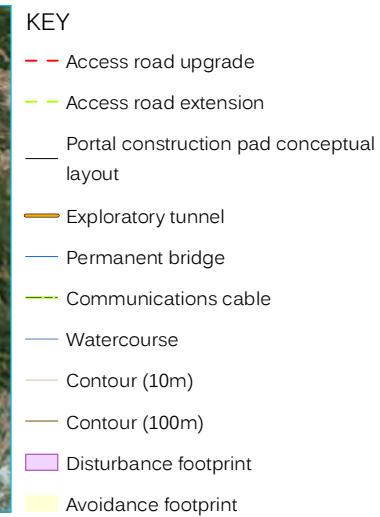 KEY
Access road upgrade
Access road extension
Portal construction pad conceptual
layout
Exploratory tunnel
Permanent bridge
Communications cable
Watercourse
Contour (10m)
Contour (100m)
Disturbance footprint
Avoidance footprint